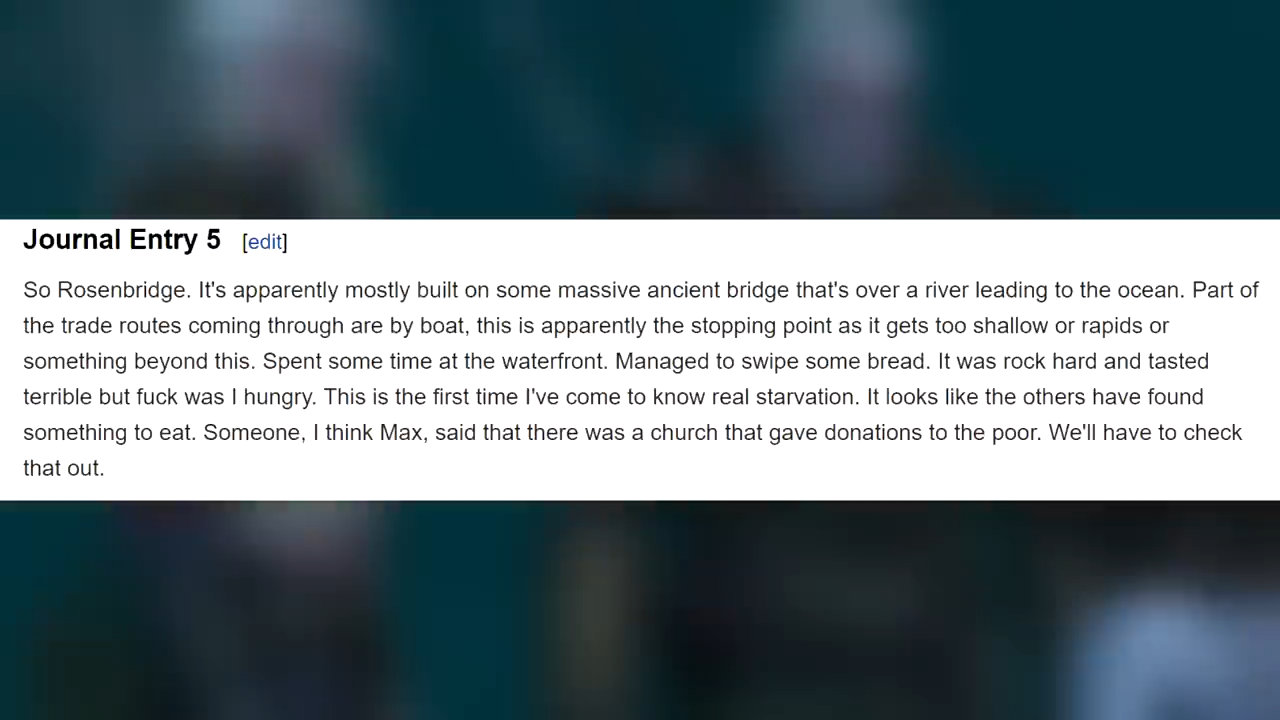 Journal Entry 5 [edit]
So Rosenbridge. It's apparently mostly built on some massive ancient bridge that's over a river leading to the ocean. Part of
the trade routes coming through are by boat, this is apparently the stopping point as it gets too shallow or rapids or
something beyond this. Spent some time at the waterfront. Managed to swipe some bread. It was rock hard and tasted
terrible but fuck was I hungry. This is the first time I've come to know real starvation. It looks like the others have found
something to eat. Someone, I think Max, said that there was a church that gave donations to the poor. We'll have to check
that out.